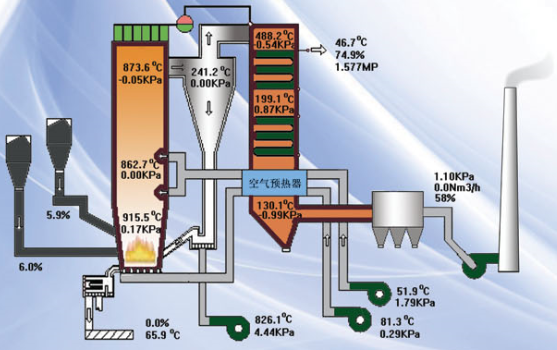 488.2℃
-0.54KPa
46.7℃
74.9%
1.577MP
873.6℃
-0.05KPa
241.2℃
0.00KPa
199.1℃
0.87KPa
862.7℃
0.00KPa
空气预热器
1.10KPa
0.0Nm3/h
58%
5.9%
915.5℃
0.17KPa
130.1℃
-0.99KPa
6.0%
51.9℃
1.79KPa
0.0%
65.9℃
826.1℃
4.44KPa
81.3℃
0.29KPa